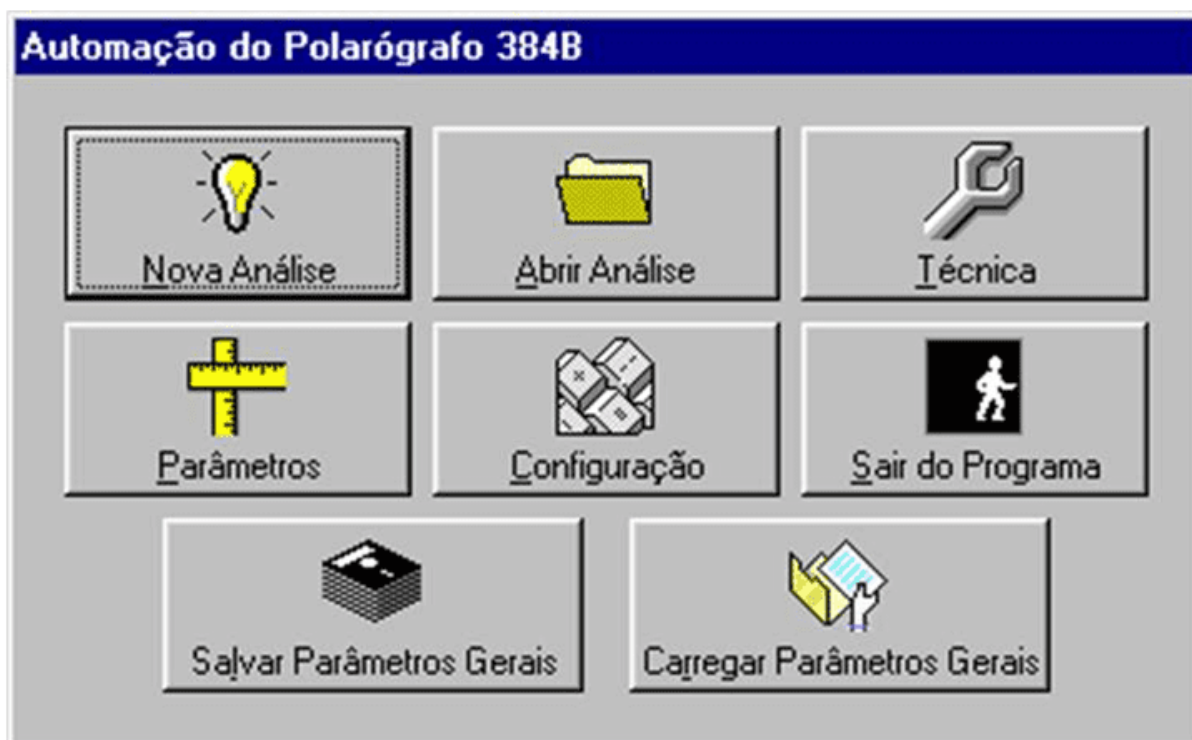 Automação do Polarógrafo 384B
Nova Análise
Abrir Análise
Técnica
Parâmetros
Configuração
Sair do Programa
Salvar Parâmetros Gerais
Carregar Parâmetros Gerais